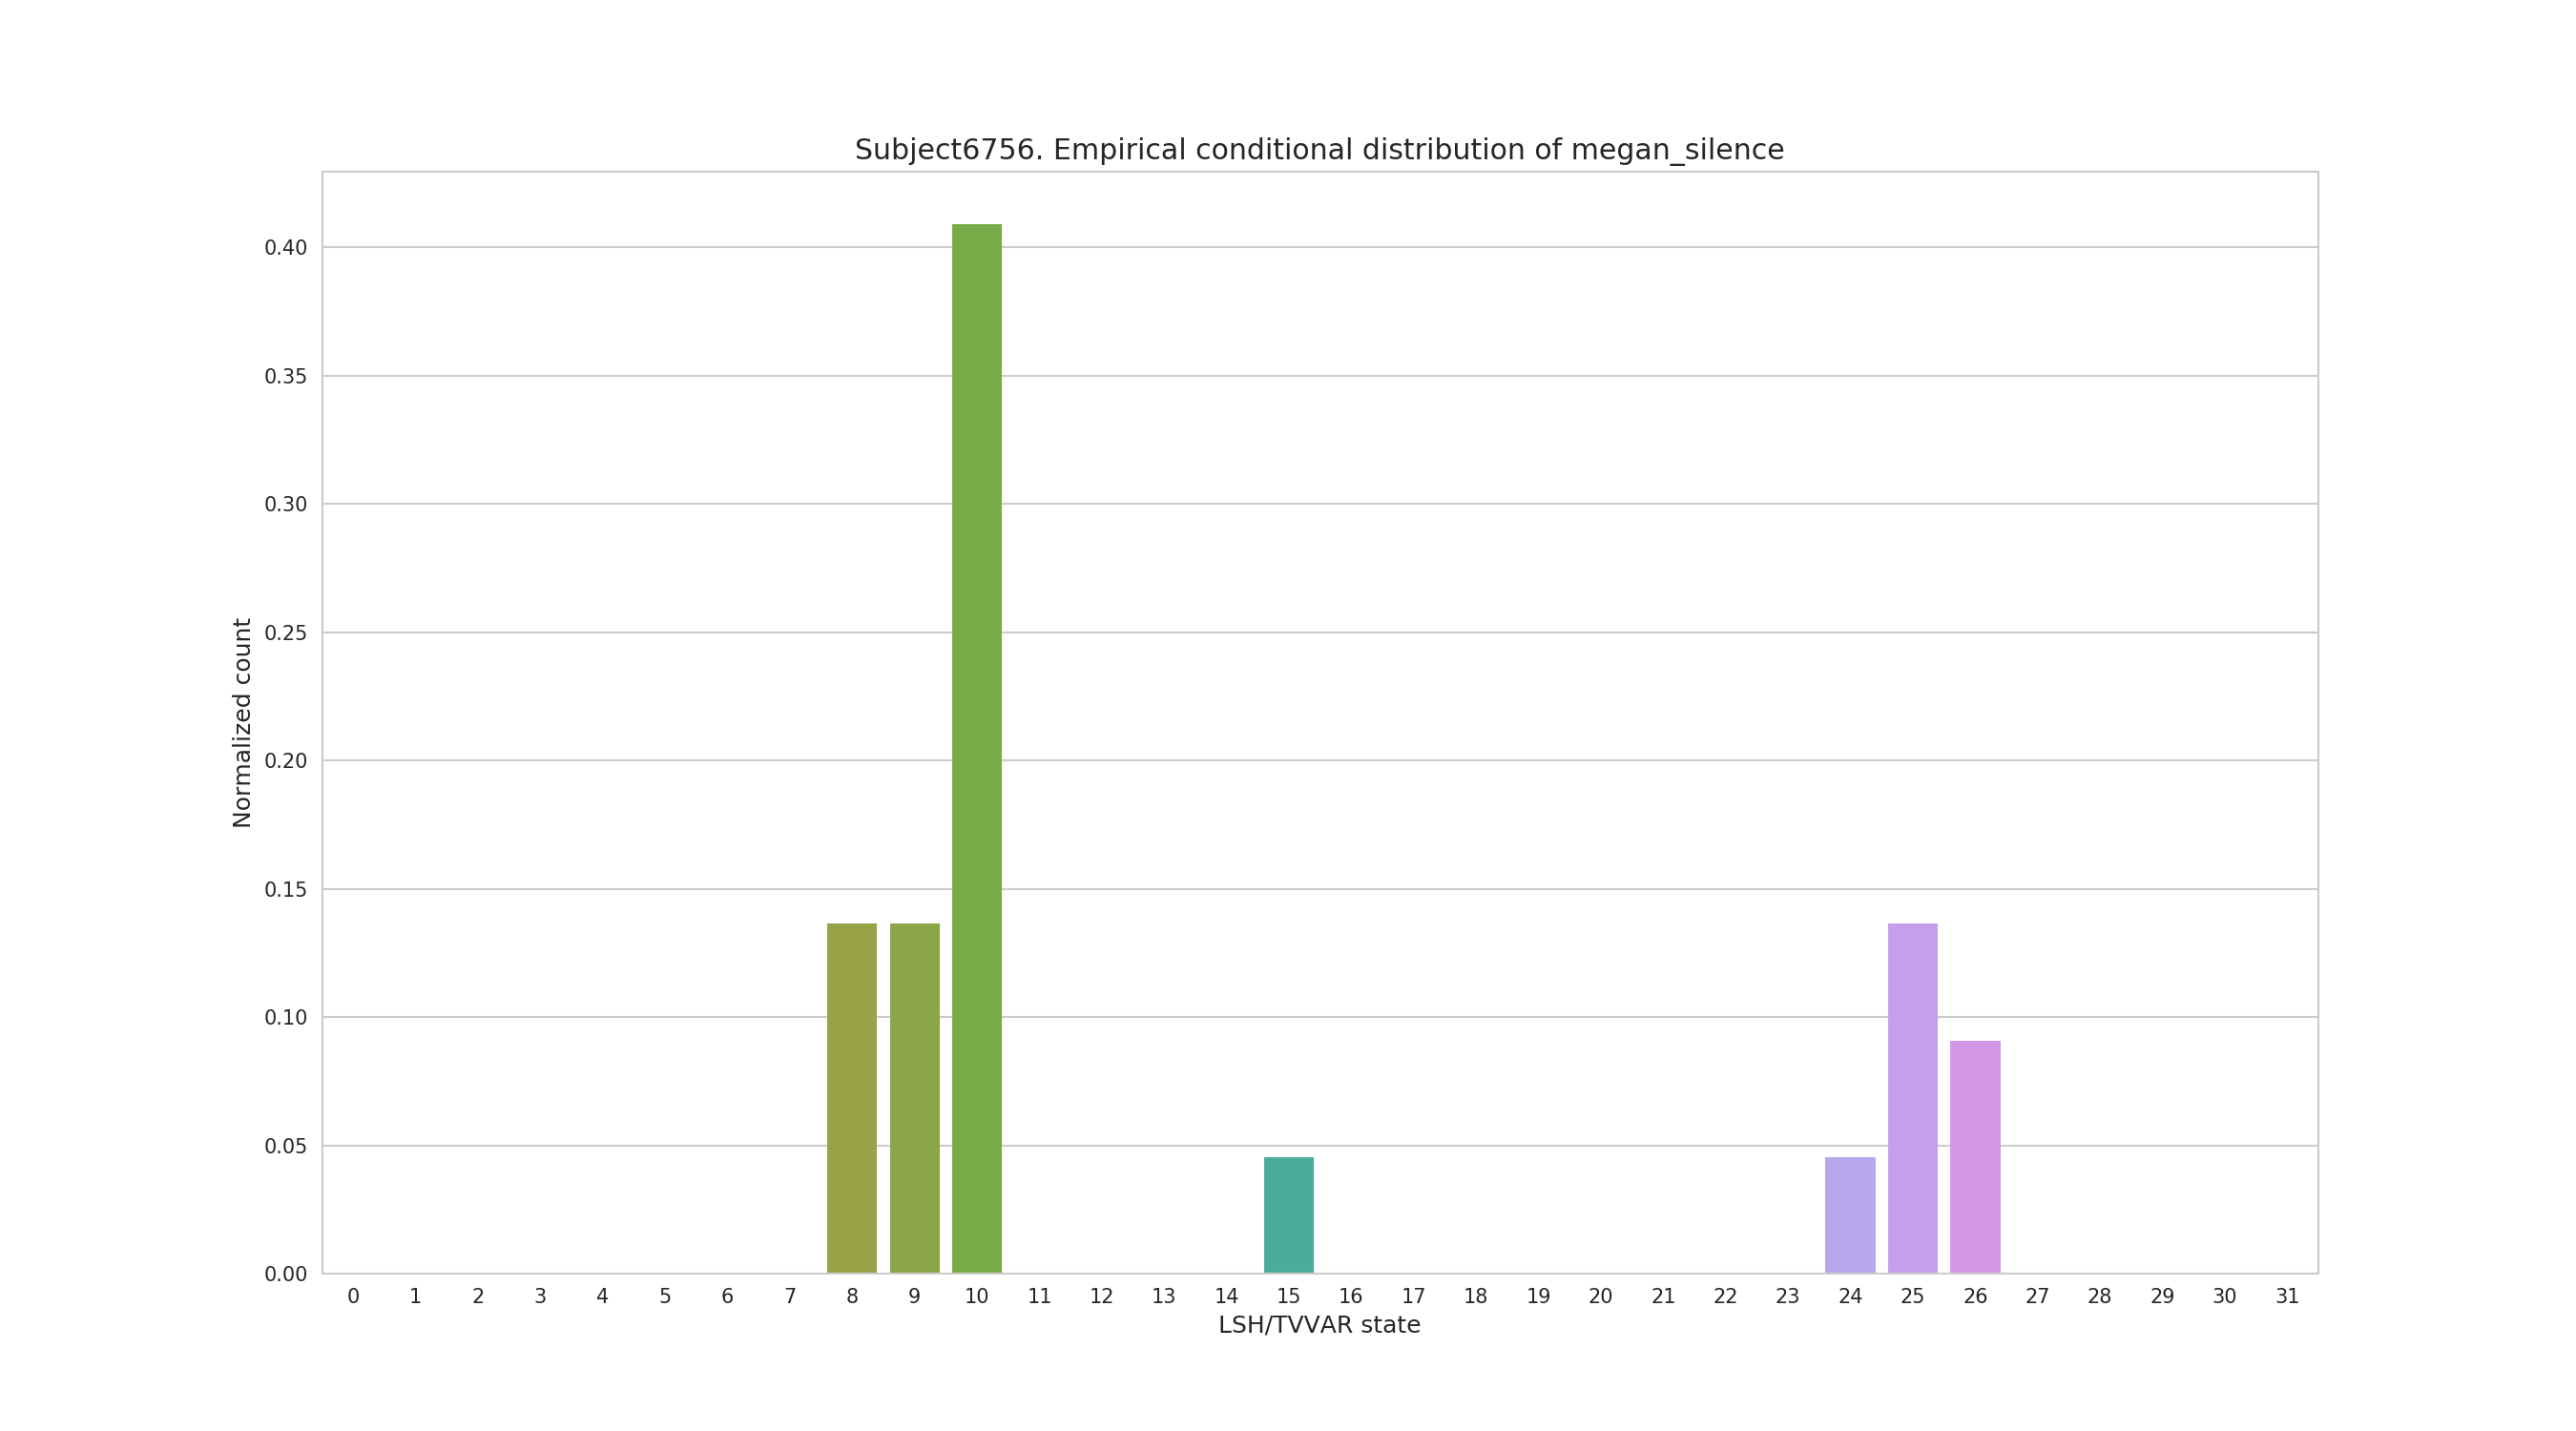 Subject6756. Empirical conditional distribution of megan_silence
0.40
0.35
0.30
0.25
0.20
0.15
0.10
0.05
0.00
Normalized count
0 1 2 3 4 5 6 7 8 9 10 11 12 13 14 15 16 17 18 19 20 21 22 23 24 25 26 27 28 29 30 31
LSH/TVVAR state